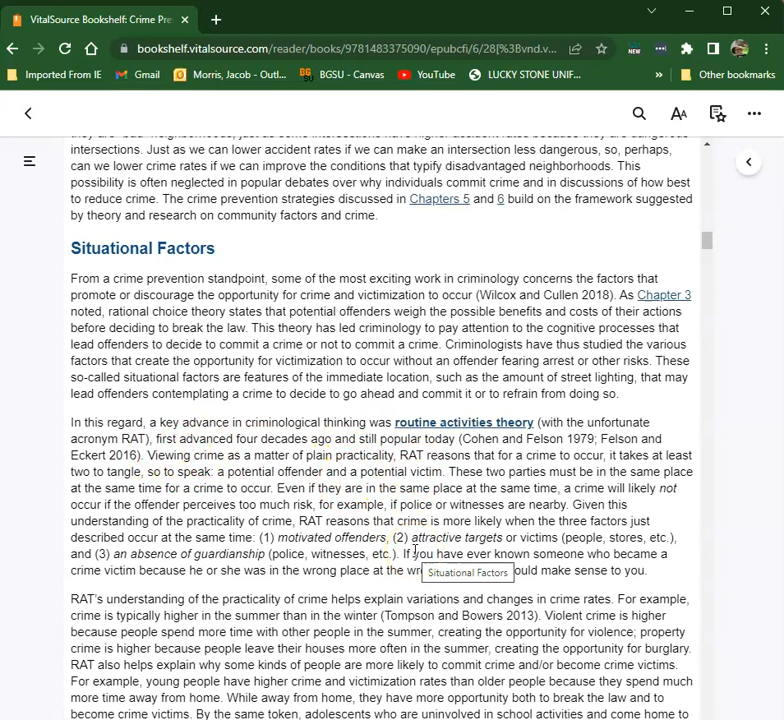 VitalSource Bookshelf: Crime Pre
bookshelf.vitalsource.com/reader/books/9781483375090/epubcfi/6/28[%3Bvnd.v
NEW
Imported From IE
Gmail
Morris, Jacob - Outl...
BGSU - Canvas
YouTube
LUCKY STONE UNIF...
»
Other bookmarks
AA
they are "bad" neighborhoods, just as some intersections have higher accident rates because they are dangerous
intersections. Just as we can lower accident rates if we can make an intersection less dangerous, so, perhaps,
can we lower crime rates if we can improve the conditions that typify disadvantaged neighborhoods. This
possibility is often neglected in popular debates over why individuals commit crime and in discussions of how best
to reduce crime. The crime prevention strategies discussed in Chapters 5 and 6 build on the framework suggested
by theory and research on community factors and crime.
Situational Factors
From a crime prevention standpoint, some of the most exciting work in criminology concerns the factors that
promote or discourage the opportunity for crime and victimization to occur (Wilcox and Cullen 2018). As Chapter 3
noted, rational choice theory states that potential offenders weigh the possible benefits and costs of their actions
before deciding to break the law. This theory has led criminology to pay attention to the cognitive processes that
lead offenders to decide to commit a crime or not to commit a crime. Criminologists have thus studied the various
factors that create the opportunity for victimization to occur without an offender fearing arrest or other risks. These
so-called situational factors are features of the immediate location, such as the amount of street lighting, that may
lead offenders contemplating a crime to decide to go ahead and commit it or to refrain from doing so.
In this regard, a key advance in criminological thinking was routine activities theory (with the unfortunate
acronym RAT), first advanced four decades ago and still popular today (Cohen and Felson 1979; Felson and
Eckert 2016). Viewing crime as a matter of plain practicality, RAT reasons that for a crime to occur, it takes at least
two to tangle, so to speak: a potential offender and a potential victim. These two parties must be in the same place
at the same time for a crime to occur. Even if they are in the same place at the same time, a crime will likely not
occur if the offender perceives too much risk, for example, if police or witnesses are nearby. Given this
understanding of the practicality of crime, RAT reasons that crime is more likely when the three factors just
described occur at the same time: (1) motivated offenders, (2) attractive targets or victims (people, stores, etc.),
and (3) an absence of guardianship (police, witnesses, etc.). If you have ever known someone who became a
crime victim because he or she was in the wrong place at the wr ould make sense to you.
Situational Factors
RAT's understanding of the practicality of crime helps explain variations and changes in crime rates. For example,
crime is typically higher in the summer than in the winter (Tompson and Bowers 2013). Violent crime is higher
because people spend more time with other people in the summer, creating the opportunity for violence; property
crime is higher because people leave their houses more often in the summer, creating the opportunity for burglary.
RAT also helps explain why some kinds of people are more likely to commit crime and/or become crime victims.
For example, young people have higher crime and victimization rates than older people because they spend much
more time away from home. While away from home, they have more opportunity both to break the law and to
become crime victims. By the same token, adolescents who are uninvolved in school activities and come home to